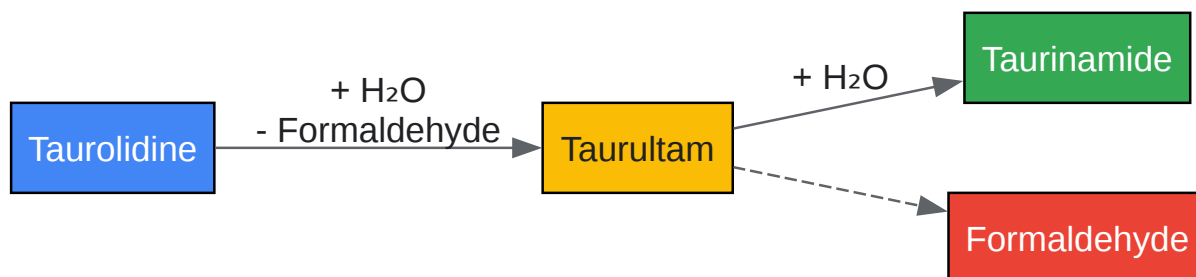 Taurolidine
+ H₂O
- Formaldehyde
Taurultam
+ H₂O
Taurinamide
Formaldehyde